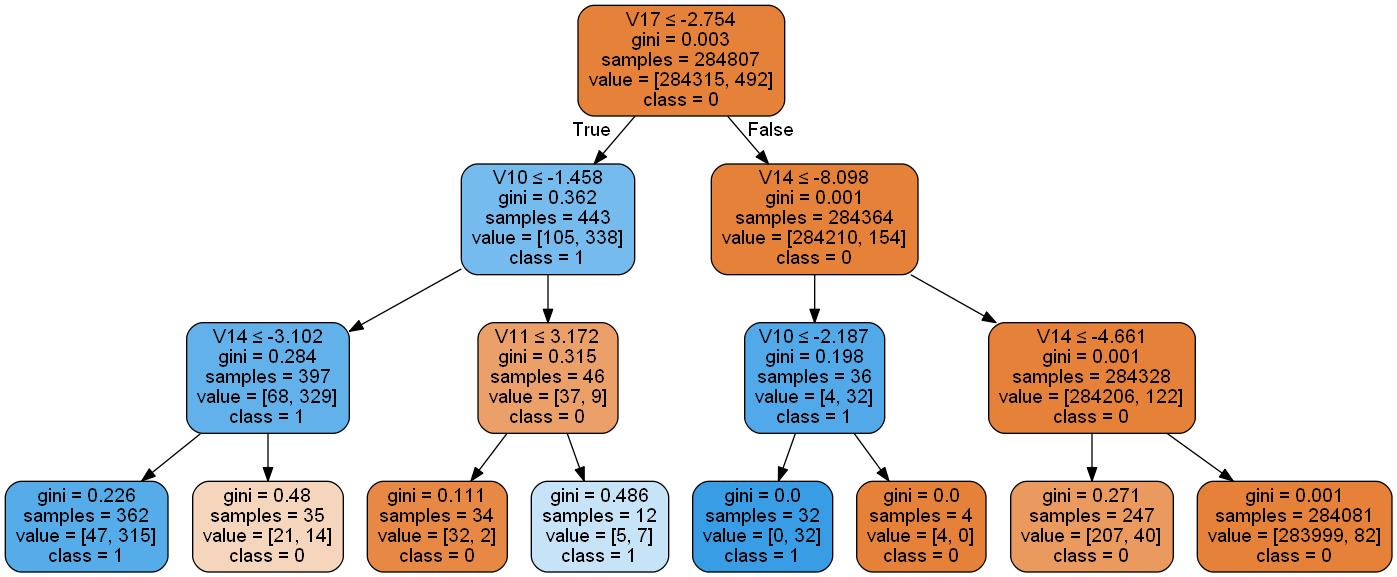 V17 ≤ -2.754
gini = 0.003
samples = 284807
value = [284315, 492]
class = 0
True
False
V10 ≤ -1.458
gini = 0.362
samples = 443
value = [105, 338]
class = 1
V14 ≤ -8.098
gini = 0.001
samples = 284364
value = [284210, 154]
class = 0
V14 ≤ -3.102
gini = 0.284
samples = 397
value = [68, 329]
class = 1
V11 ≤ 3.172
gini = 0.315
samples = 46
value = [37, 9]
class = 0
V10 ≤ -2.187
gini = 0.198
samples = 36
value = [4, 32]
class = 1
V14 ≤ -4.661
gini = 0.001
samples = 284328
value = [284206, 122]
class = 0
gini = 0.226
samples = 362
value = [47, 315]
class = 1
gini = 0.48
samples = 35
value = [21, 14]
class = 0
gini = 0.111
samples = 34
value = [32, 2]
class = 0
gini = 0.486
samples = 12
value = [5, 7]
class = 1
gini = 0.0
samples = 32
value = [0, 32]
class = 1
gini = 0.0
samples = 4
value = [4, 0]
class = 0
gini = 0.271
samples = 247
value = [207, 40]
class = 0
gini = 0.001
samples = 284081
value = [283999, 82]
class = 0